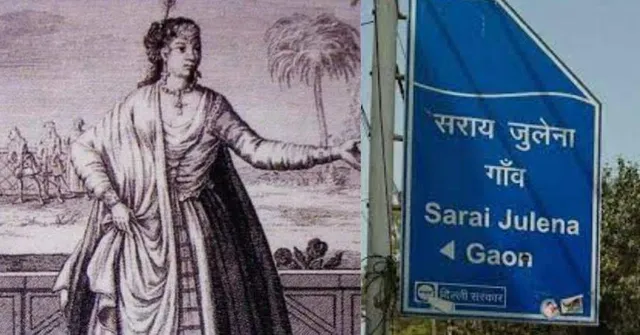 सराय जुलेना
गाँव
Sarai Julena
Gaon
दिल्ली सरकार